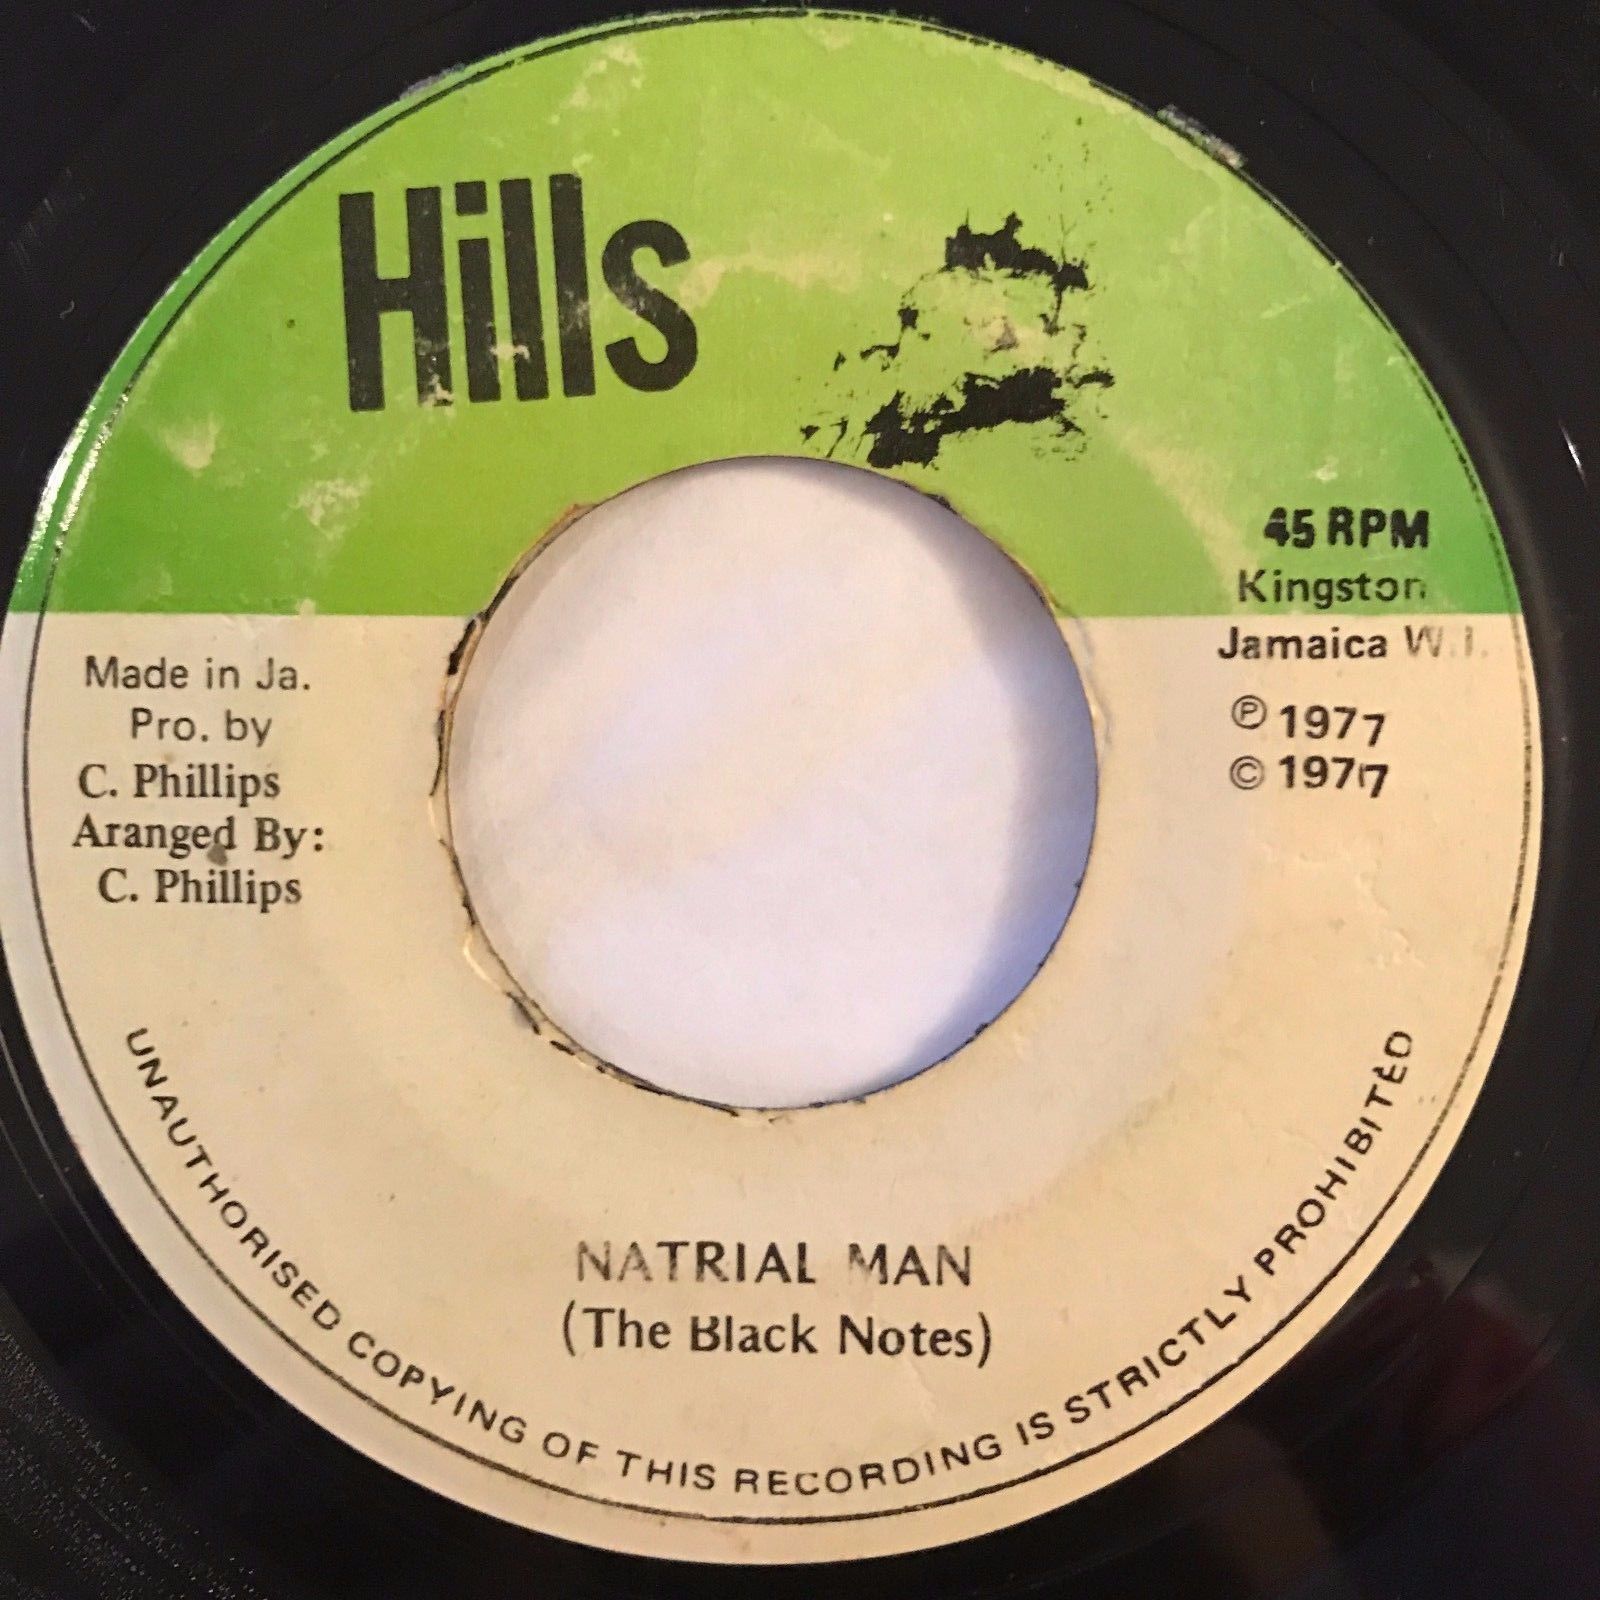 Hills
45 RPM
Kingston
Jamaica W.I.
℗ 1977
© 1977
Made in Ja.
Pro. by
C. Phillips
Aranged By:
C. Phillips
NATRIAL MAN
(The Black Notes)
UNAUTHORISED COPYING OF THIS RECORDING IS STRICTLY PROHIBITED